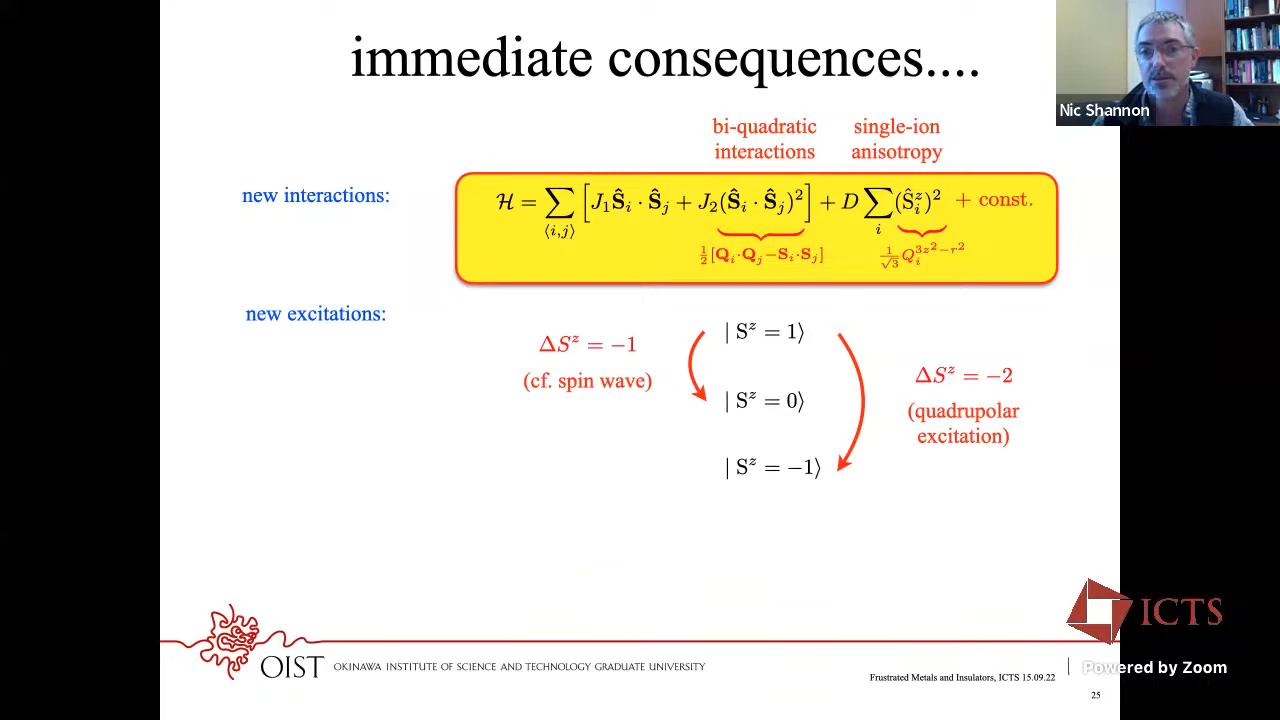 immediate consequences....
Nic Shannon
bi-quadratic
interactions
single-ion
anisotropy
new interactions:
ℋ = ∑⟨i,j⟩ [J₁Ŝᵢ · Ŝⱼ + J₂(Ŝᵢ · Ŝⱼ)²] + D ∑ᵢ (Ŝᵢᶻ)² + const.
½[Qᵢ·Qⱼ−Sᵢ·Sⱼ]
1/√3 Qᵢ^{3z²−r²}
new excitations:
| Sᶻ = 1⟩
ΔSᶻ = −1
(cf. spin wave)
| Sᶻ = 0⟩
ΔSᶻ = −2
(quadrupolar
excitation)
| Sᶻ = −1⟩
ICTS
OIST OKINAWA INSTITUTE OF SCIENCE AND TECHNOLOGY GRADUATE UNIVERSITY
Powered by Zoom
Frustrated Metals and Insulators, ICTS 15.09.22
25